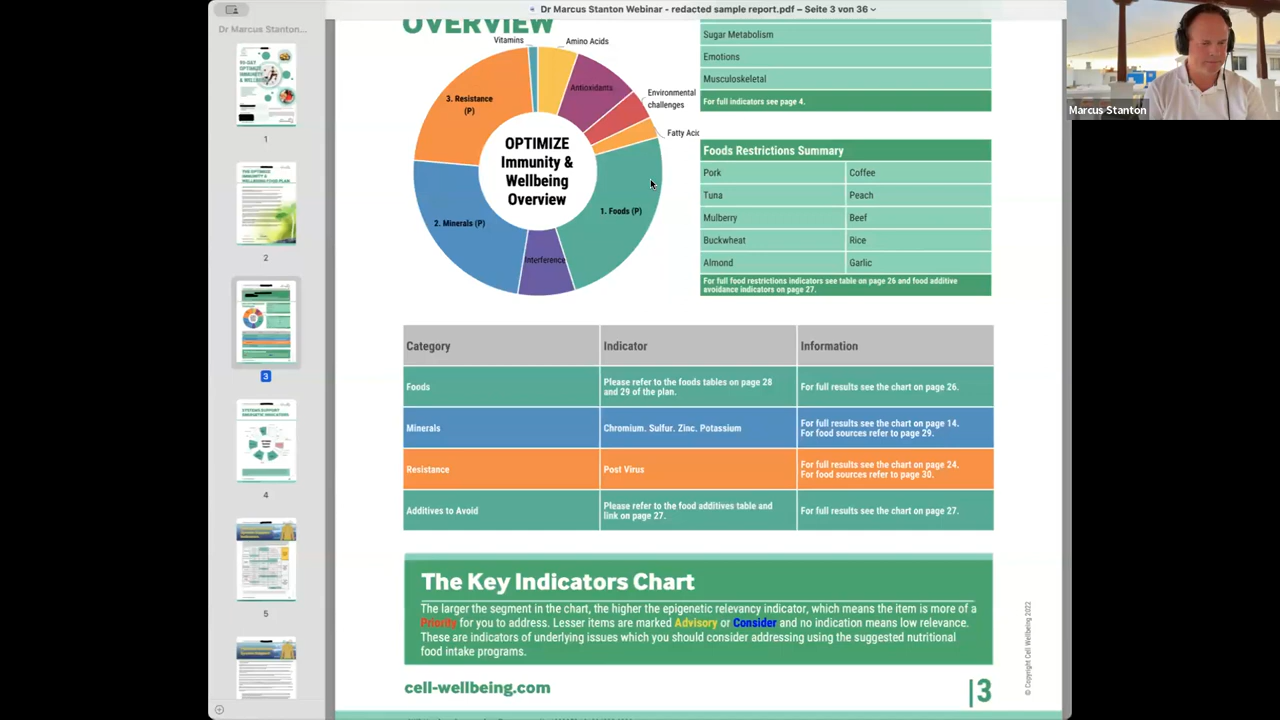 Dr Marcus Stanton Webinar - redacted sample report.pdf – Seite 3 von 36
Dr Marcus Stanton...
1
2
3
4
5
OVERVIEW
Vitamins
Amino Acids
Antioxidants
Environmental
challenges
Fatty Acid
3. Resistance
(P)
OPTIMIZE
Immunity &
Wellbeing
Overview
1. Foods (P)
2. Minerals (P)
Interference
Sugar Metabolism
Emotions
Musculoskeletal
For full indicators see page 4.
Foods Restrictions Summary
Pork Coffee
Tuna Peach
Mulberry Beef
Buckwheat Rice
Almond Garlic
For full food restrictions indicators see table on page 26 and food additive
avoidance indicators on page 27.
Category Indicator Information
Foods
Please refer to the foods tables on page 28
and 29 of the plan.
For full results see the chart on page 26.
Minerals
Chromium. Sulfur. Zinc. Potassium
For full results see the chart on page 14.
For food sources refer to page 29.
Resistance
Post Virus
For full results see the chart on page 24.
For food sources refer to page 30.
Additives to Avoid
Please refer to the food additives table and
link on page 27.
For full results see the chart on page 27.
The Key Indicators Chart
The larger the segment in the chart, the higher the epigenetic relevancy indicator, which means the item is more of a
Priority for you to address. Lesser items are marked Advisory or Consider and no indication means low relevance.
These are indicators of underlying issues which you should consider addressing using the suggested nutritional
food intake programs.
cell-wellbeing.com
3
© Copyright Cell Wellbeing 2022
Marcus Stanton